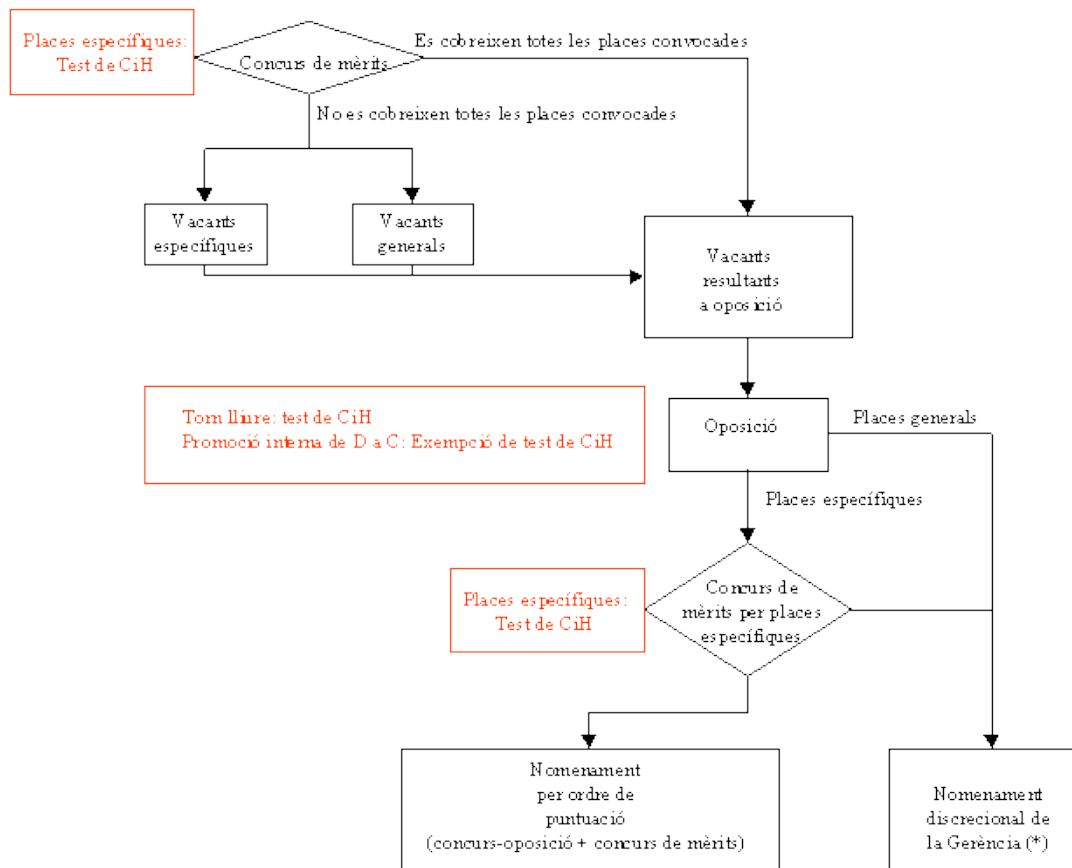 Places específiques:
Test de CiH
Concurs de mèrits
Es cobreixen totes les places convocades
No es cobreixen totes les places convocades
Vacants
específiques
Vacants
generals
Vacants
resultants
a oposició
Torn lliure: test de CiH
Promoció interna de D a C: Exempció de test de CiH
Oposició
Places generals
Places específiques
Places específiques:
Test de CiH
Concurs de
mèrits per places
específiques
Nomenament
per ordre de
puntuació
(concurs-oposició + concurs de mèrits)
Nomenament
discrecional de
la Gerència (*)